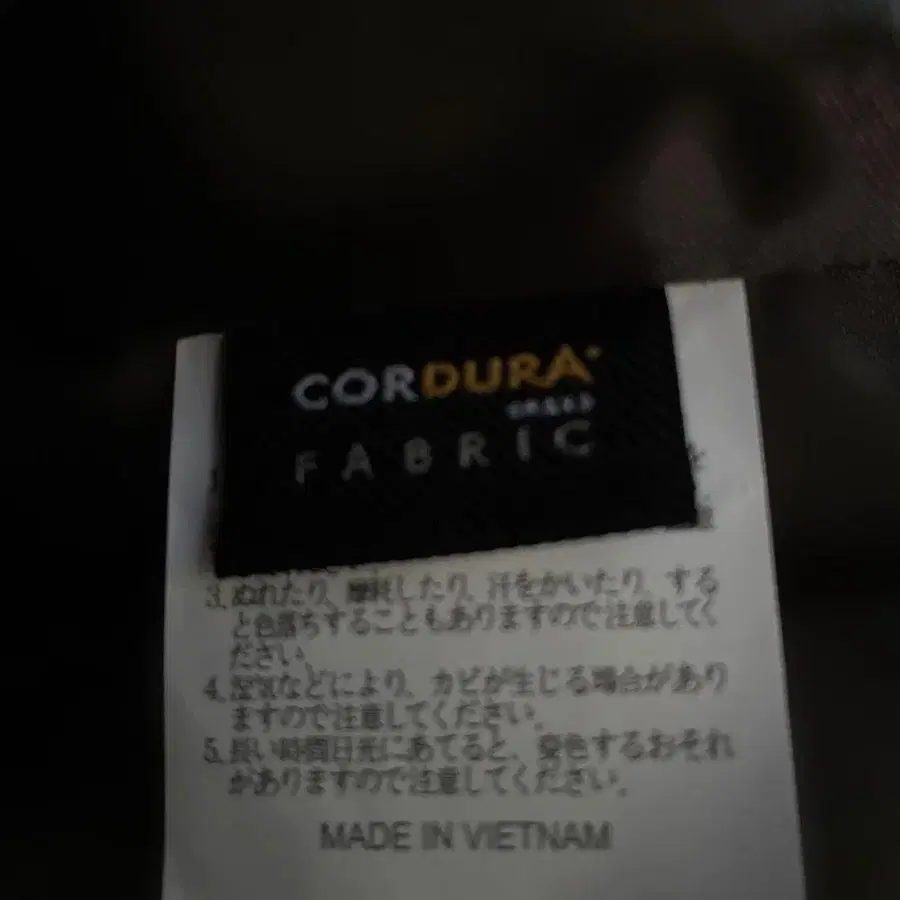 CORDURA
BRAND
FABRIC
3. ぬれたり、摩耗したり、汗をかいたり、する
と色落ちすることもありますので注意してく
ださい。
4. 湿気などにより、カビが生じる場合があり
ますので注意してください。
5. 長い時間日光にあてると、変色するおそれ
がありますので注意してください。
MADE IN VIETNAM